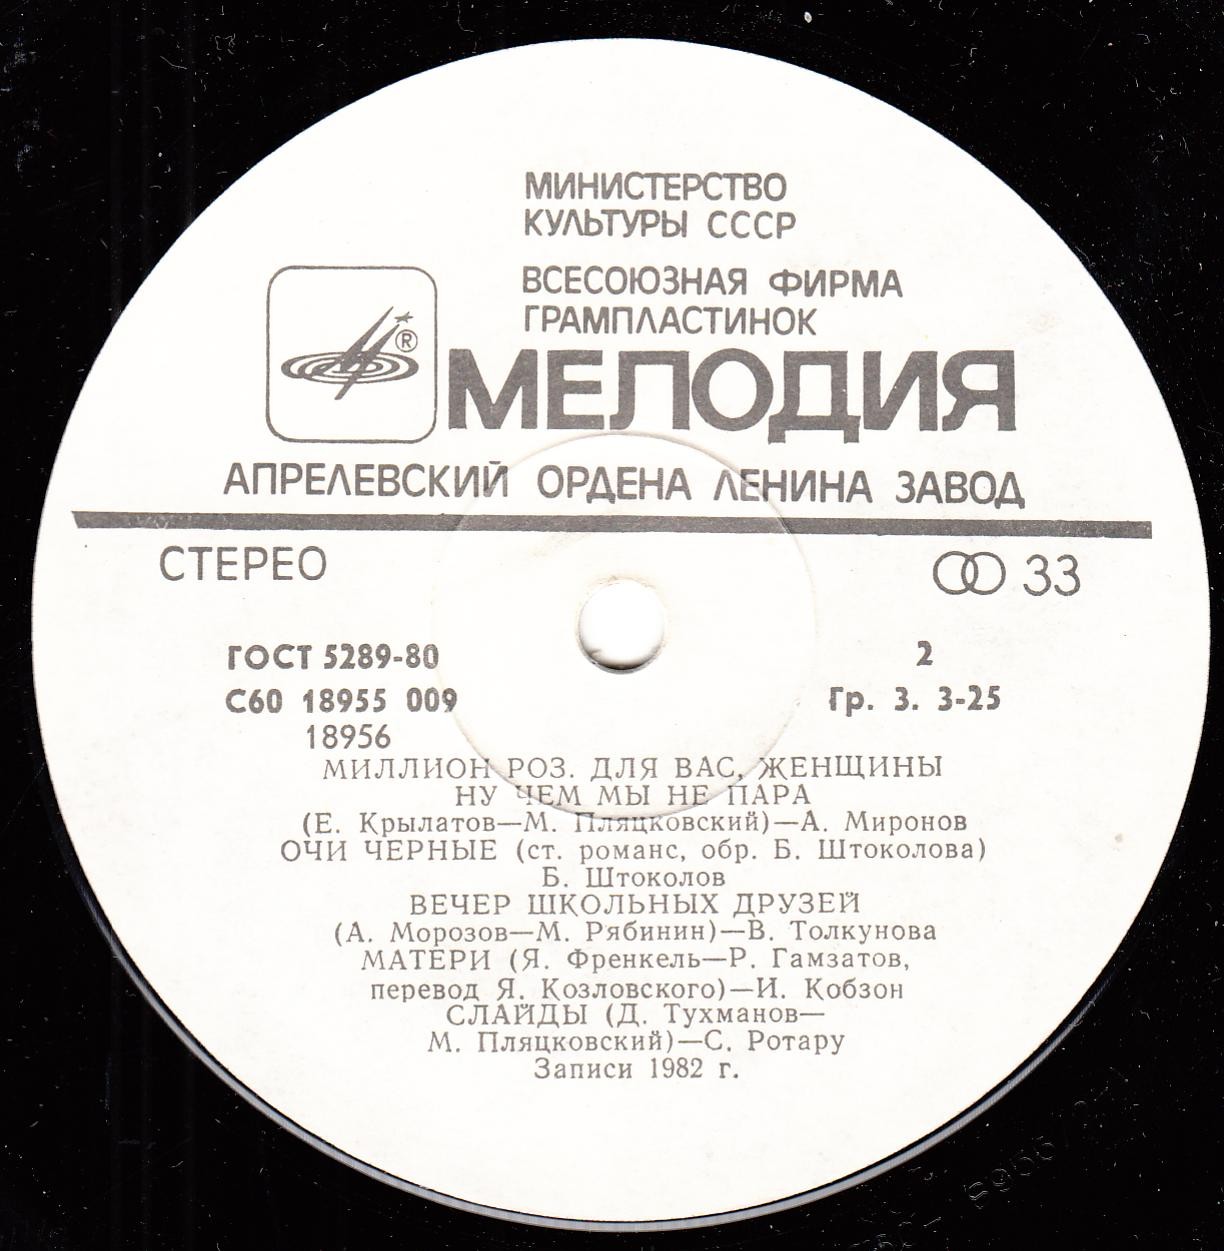 МИНИСТЕРСТВО
КУЛЬТУРЫ СССР
ВСЕСОЮЗНАЯ ФИРМА
ГРАМПЛАСТИНОК
®
МЕЛОДИЯ
АПРЕЛЕВСКИЙ ОРДЕНА ЛЕНИНА ЗАВОД
СТЕРЕО
33
ГОСТ 5289-80
2
С60 18955 009
Гр. 3. 3-25
18956
МИЛЛИОН РОЗ. ДЛЯ ВАС, ЖЕНЩИНЫ
НУ ЧЕМ МЫ НЕ ПАРА
(Е. Крылатов—М. Пляцковский)—А. Миронов
ОЧИ ЧЕРНЫЕ (ст. романс, обр. Б. Штоколова)
Б. Штоколов
ВЕЧЕР ШКОЛЬНЫХ ДРУЗЕЙ
(А. Морозов—М. Рябинин)—В. Толкунова
МАТЕРИ (Я. Френкель—Р. Гамзатов,
перевод Я. Козловского)—И. Кобзон
СЛАЙДЫ (Д. Тухманов—
М. Пляцковский)—С. Ротару
Записи 1982 г.